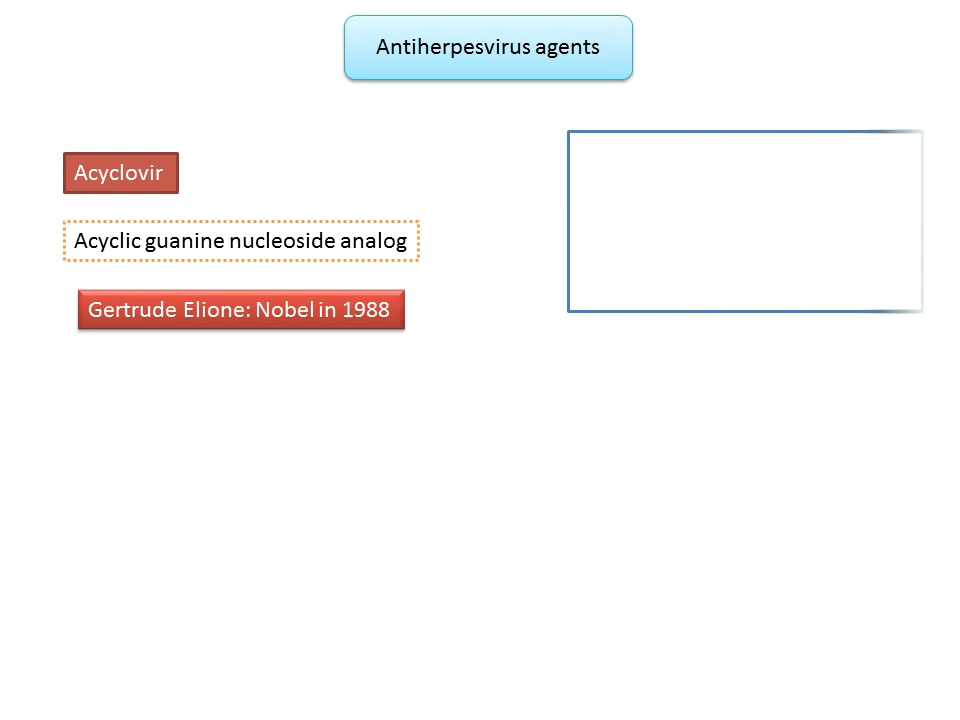 Antiherpesvirus agents
Acyclovir
Acyclic guanine nucleoside analog
Gertrude Elione: Nobel in 1988